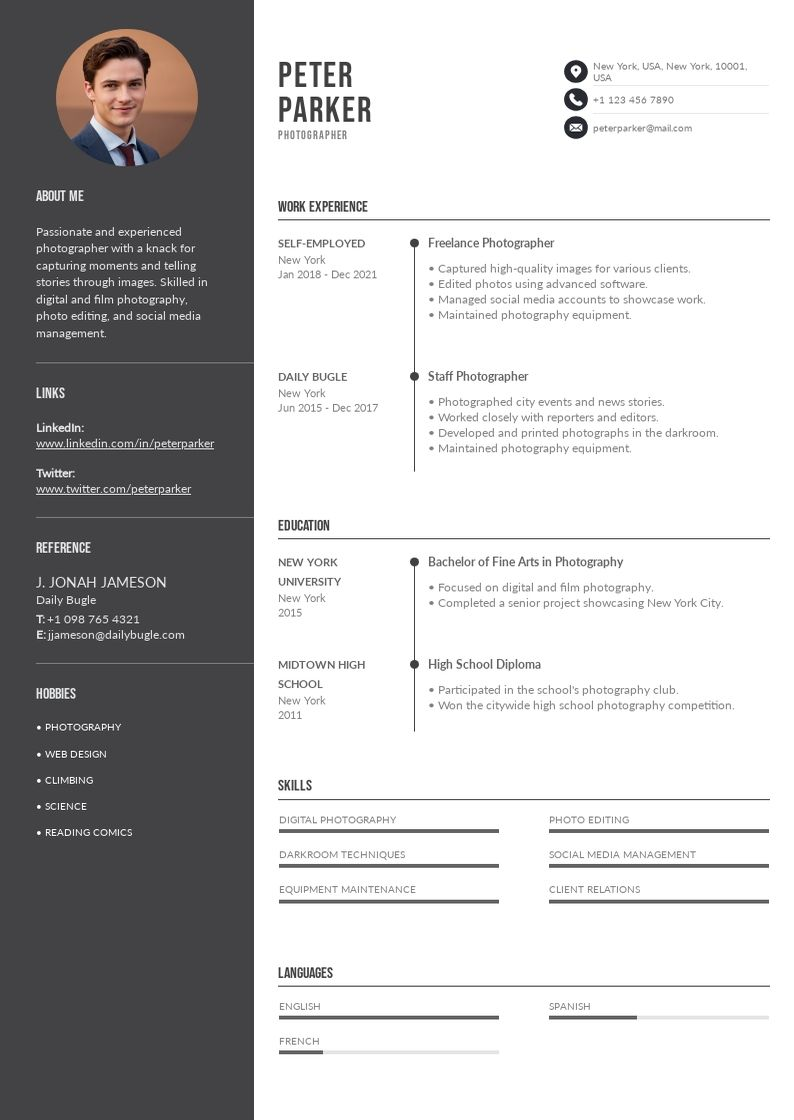 ABOUT ME
Passionate and experienced
photographer with a knack for
capturing moments and telling
stories through images. Skilled in
digital and film photography,
photo editing, and social media
management.
LINKS
LinkedIn:
www.linkedin.com/in/peterparker
Twitter:
www.twitter.com/peterparker
REFERENCE
J. JONAH JAMESON
Daily Bugle
T: +1 098 765 4321
E: jjameson@dailybugle.com
HOBBIES
• PHOTOGRAPHY
• WEB DESIGN
• CLIMBING
• SCIENCE
• READING COMICS
PETER
PARKER
PHOTOGRAPHER
New York, USA, New York, 10001,
USA
+1 123 456 7890
peterparker@mail.com
WORK EXPERIENCE
SELF-EMPLOYED
New York
Jan 2018 - Dec 2021
Freelance Photographer
• Captured high-quality images for various clients.
• Edited photos using advanced software.
• Managed social media accounts to showcase work.
• Maintained photography equipment.
DAILY BUGLE
New York
Jun 2015 - Dec 2017
Staff Photographer
• Photographed city events and news stories.
• Worked closely with reporters and editors.
• Developed and printed photographs in the darkroom.
• Maintained photography equipment.
EDUCATION
NEW YORK
UNIVERSITY
New York
2015
Bachelor of Fine Arts in Photography
• Focused on digital and film photography.
• Completed a senior project showcasing New York City.
MIDTOWN HIGH
SCHOOL
New York
2011
High School Diploma
• Participated in the school's photography club.
• Won the citywide high school photography competition.
SKILLS
DIGITAL PHOTOGRAPHY
PHOTO EDITING
DARKROOM TECHNIQUES
SOCIAL MEDIA MANAGEMENT
EQUIPMENT MAINTENANCE
CLIENT RELATIONS
LANGUAGES
ENGLISH
SPANISH
FRENCH